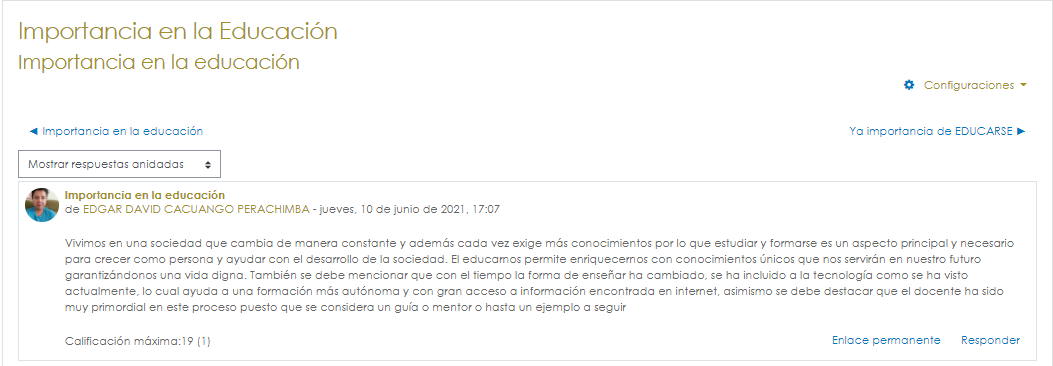 Importancia en la Educación
Importancia en la educación
Configuraciones
◄ Importancia en la educación
Ya importancia de EDUCARSE ►
Mostrar respuestas anidadas
Importancia en la educación
de EDGAR DAVID CACUANGO PERACHIMBA - jueves, 10 de junio de 2021, 17:07
Vivimos en una sociedad que cambia de manera constante y además cada vez exige más conocimientos por lo que estudiar y formarse es un aspecto principal y necesario
para crecer como persona y ayudar con el desarrollo de la sociedad. El educarnos permite enriquecernos con conocimientos únicos que nos servirán en nuestro futuro
garantizándonos una vida digna. También se debe mencionar que con el tiempo la forma de enseñar ha cambiado, se ha incluido a la tecnología como se ha visto
actualmente, lo cual ayuda a una formación más autónoma y con gran acceso a información encontrada en internet, asimismo se debe destacar que el docente ha sido
muy primordial en este proceso puesto que se considera un guía o mentor o hasta un ejemplo a seguir
Calificación máxima:19 (1)
Enlace permanente
Responder